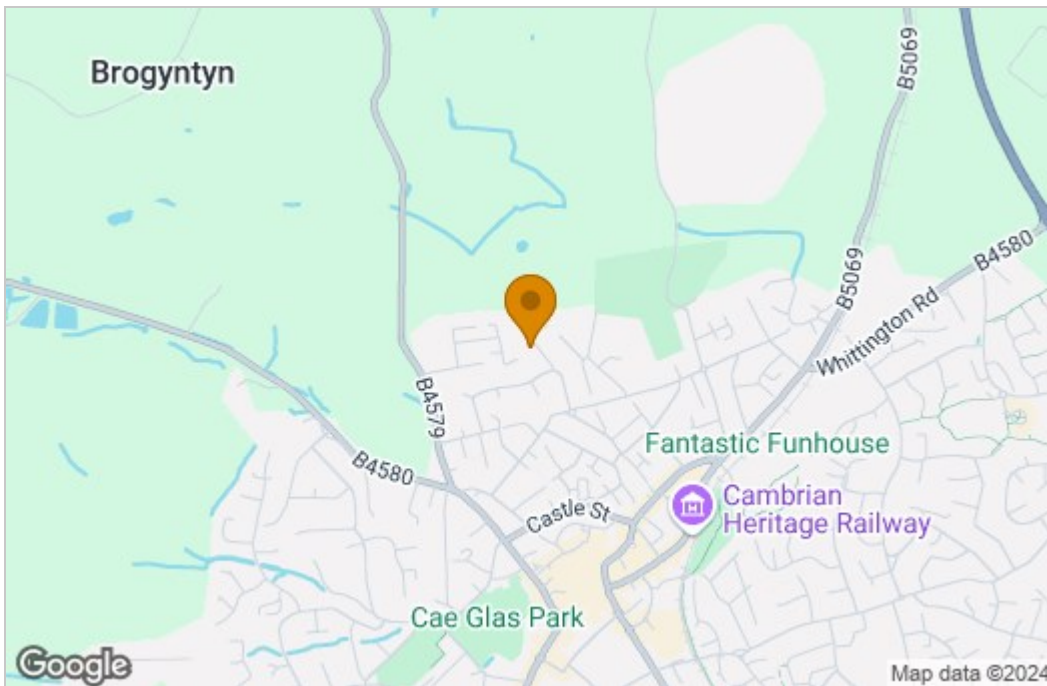 Brogyntyn
B5069
B4580
B5069
Whittington Rd
B4579
B4580
Fantastic Funhouse
Castle St
Cambrian
Heritage Railway
Cae Glas Park
Google
Map data ©2024